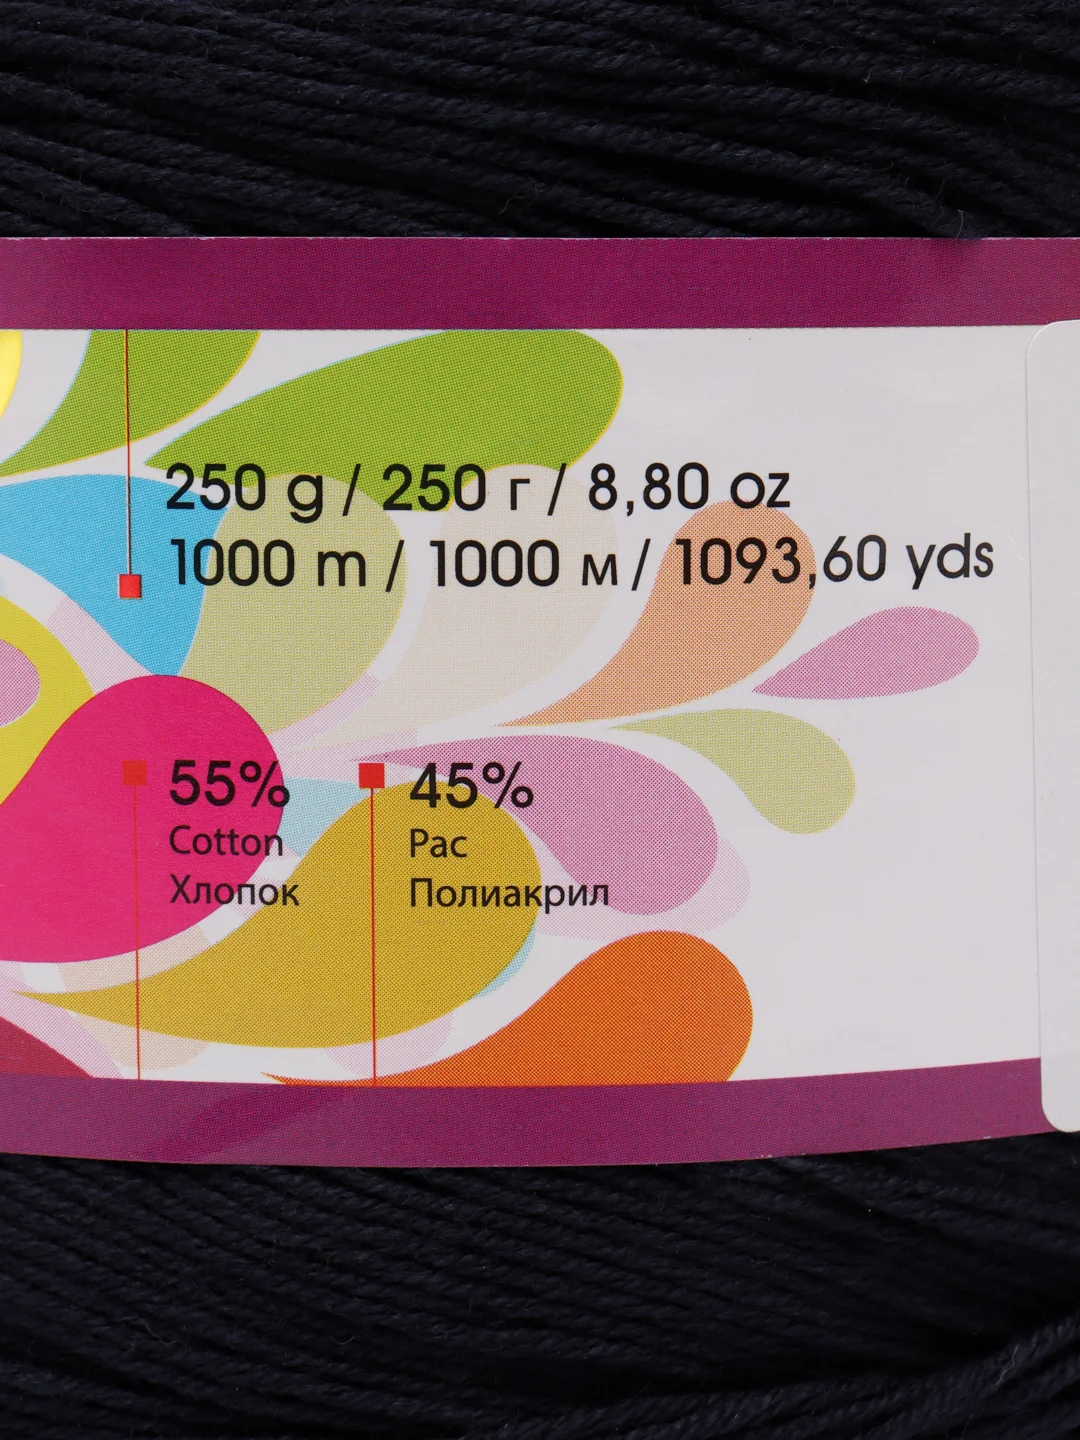 250 g / 250 г / 8,80 oz
1000 m / 1000 м / 1093,60 yds
55% 45%
Cotton Pac
Хлопок Полиакрил